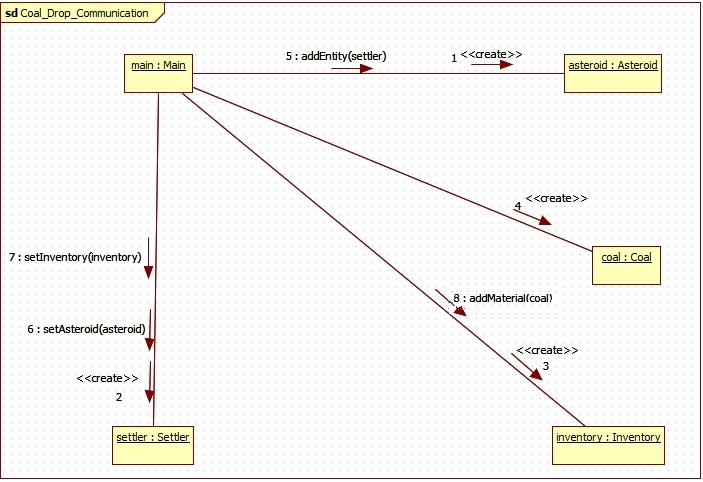 sd Coal_Drop_Communication
5 : addEntity(settler)
1 <<create>>
main : Main
asteroid : Asteroid
<<create>>
4
7 : setInventory(inventory)
coal : Coal
8 : addMaterial(coal)
6 : setAsteroid(asteroid)
<<create>>
3
<<create>>
2
settler : Settler
inventory : Inventory